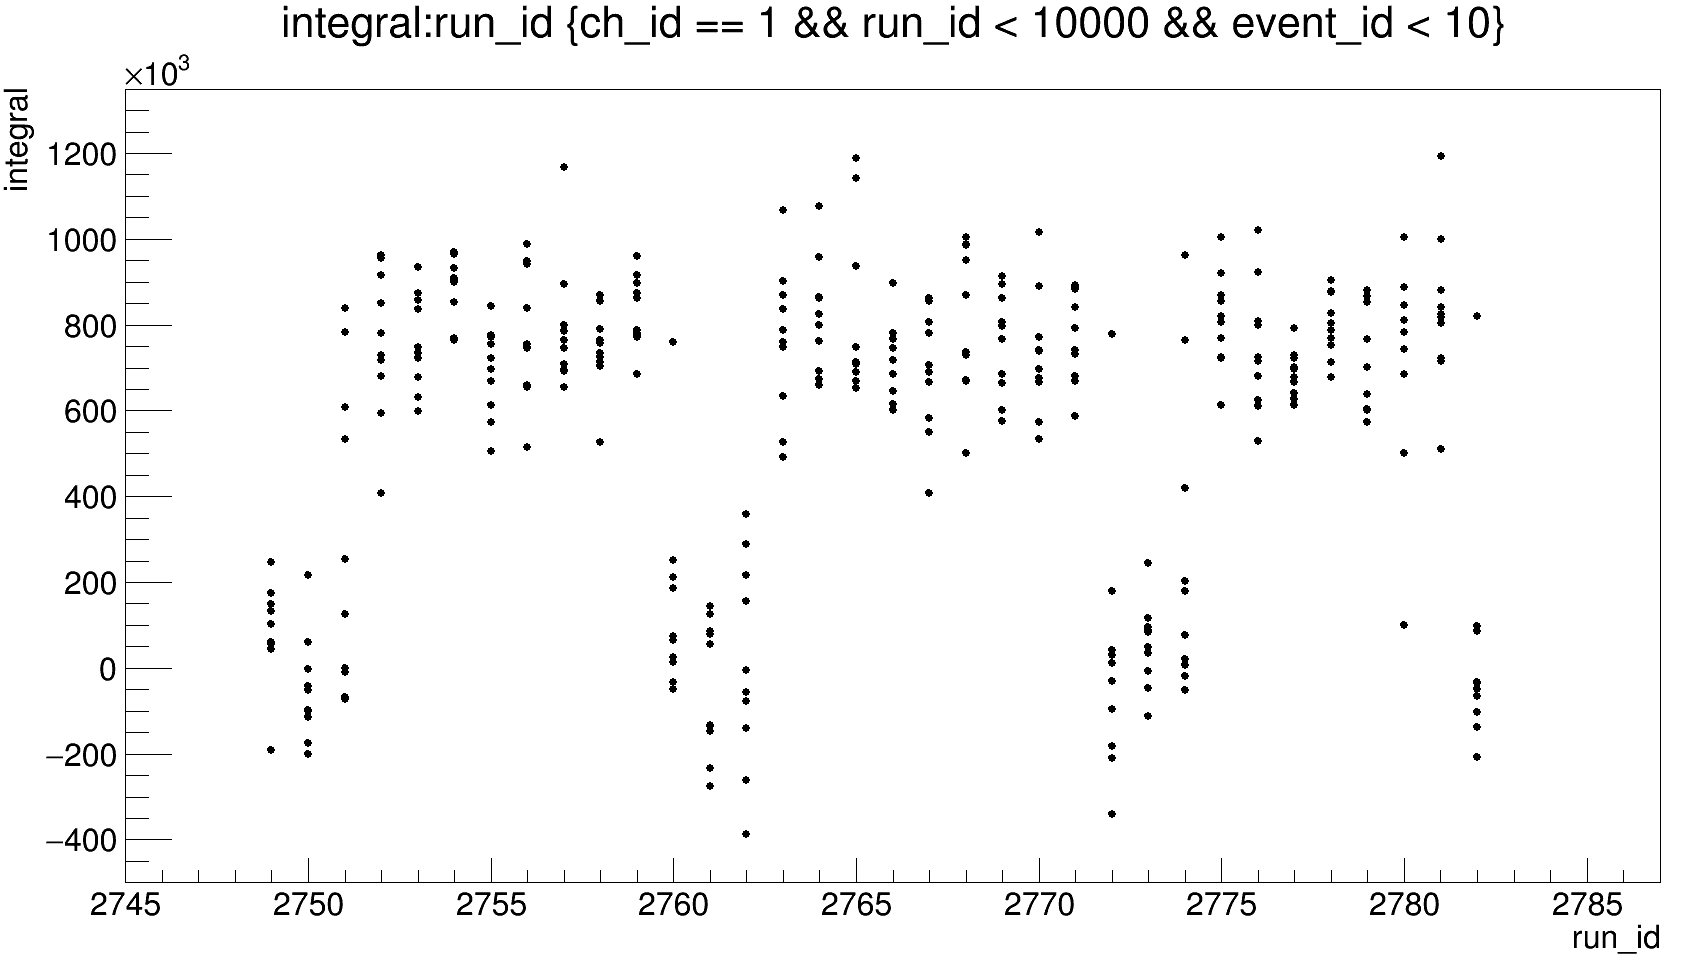 integral:run_id {ch_id == 1 && run_id < 10000 && event_id < 10}
×10³
integral
1200
1000
800
600
400
200
0
−200
−400
2745 2750 2755 2760 2765 2770 2775 2780 2785
run_id